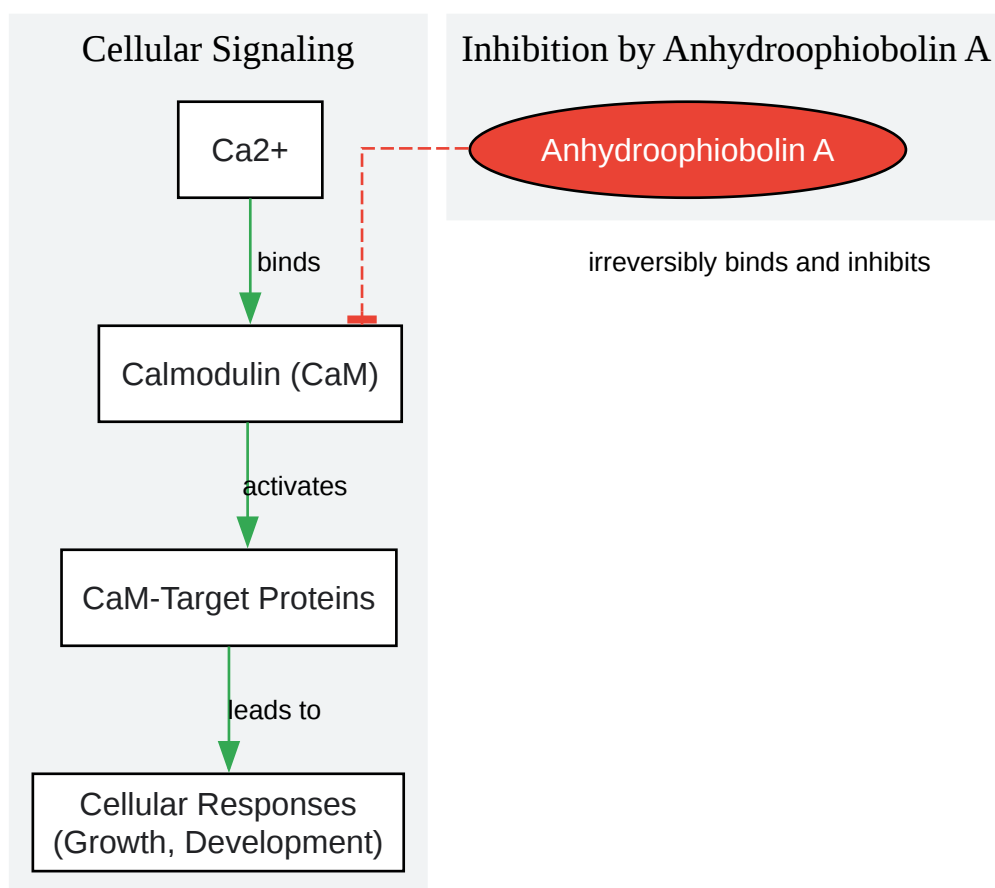 Cellular Signaling
Inhibition by Anhydroophiobolin A
Ca2+
Anhydroophiobolin A
binds
irreversibly binds and inhibits
Calmodulin (CaM)
activates
CaM-Target Proteins
leads to
Cellular Responses
(Growth, Development)